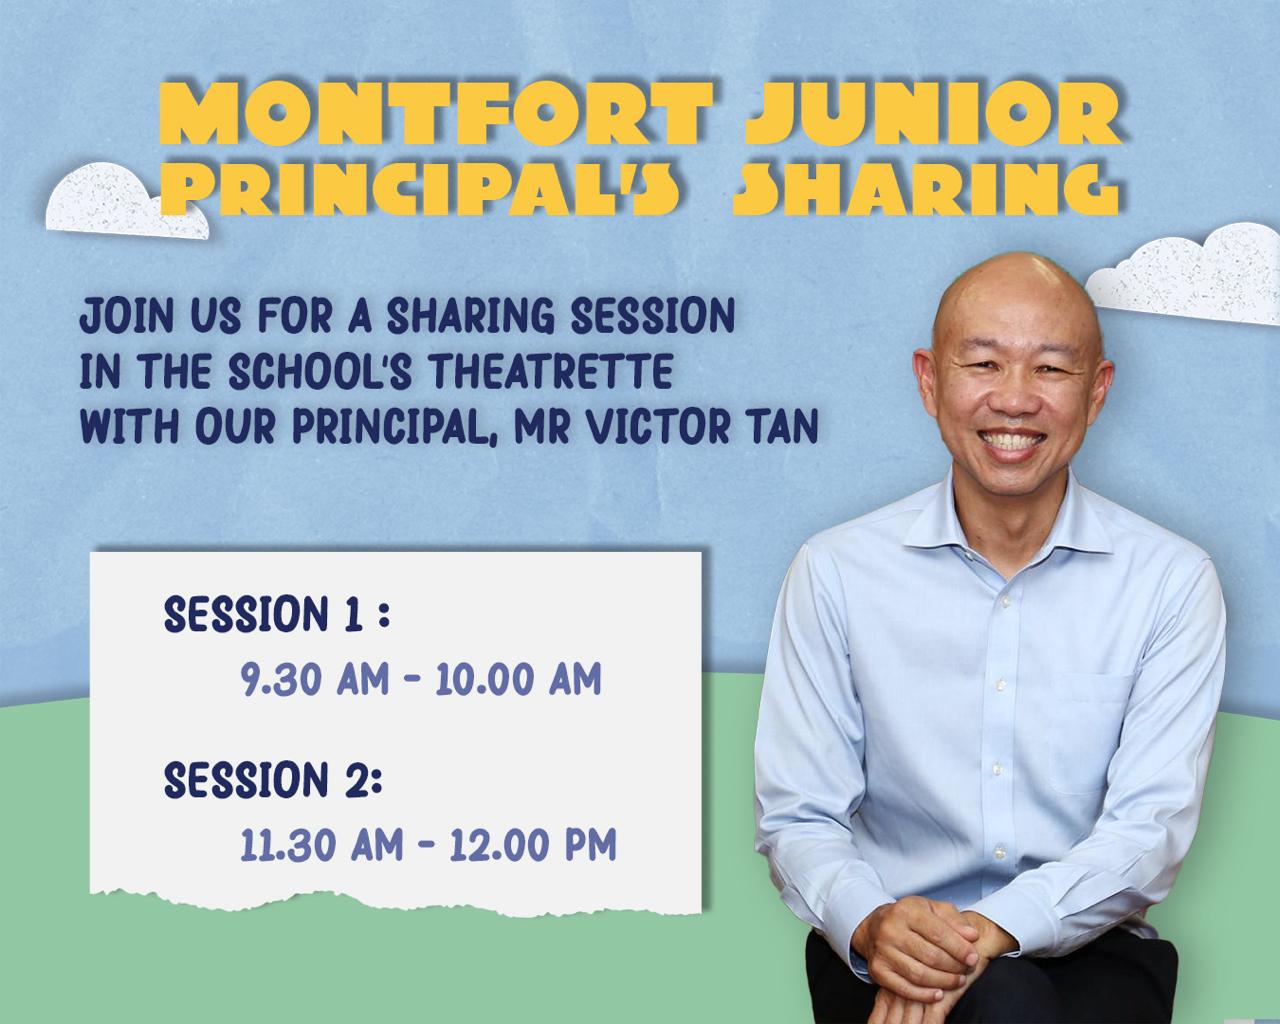 MONTFORT JUNIOR
PRINCIPAL'S SHARING
JOIN US FOR A SHARING SESSION
IN THE SCHOOL'S THEATRETTE
WITH OUR PRINCIPAL, MR VICTOR TAN
SESSION 1 :
9.30 AM - 10.00 AM
SESSION 2:
11.30 AM - 12.00 PM